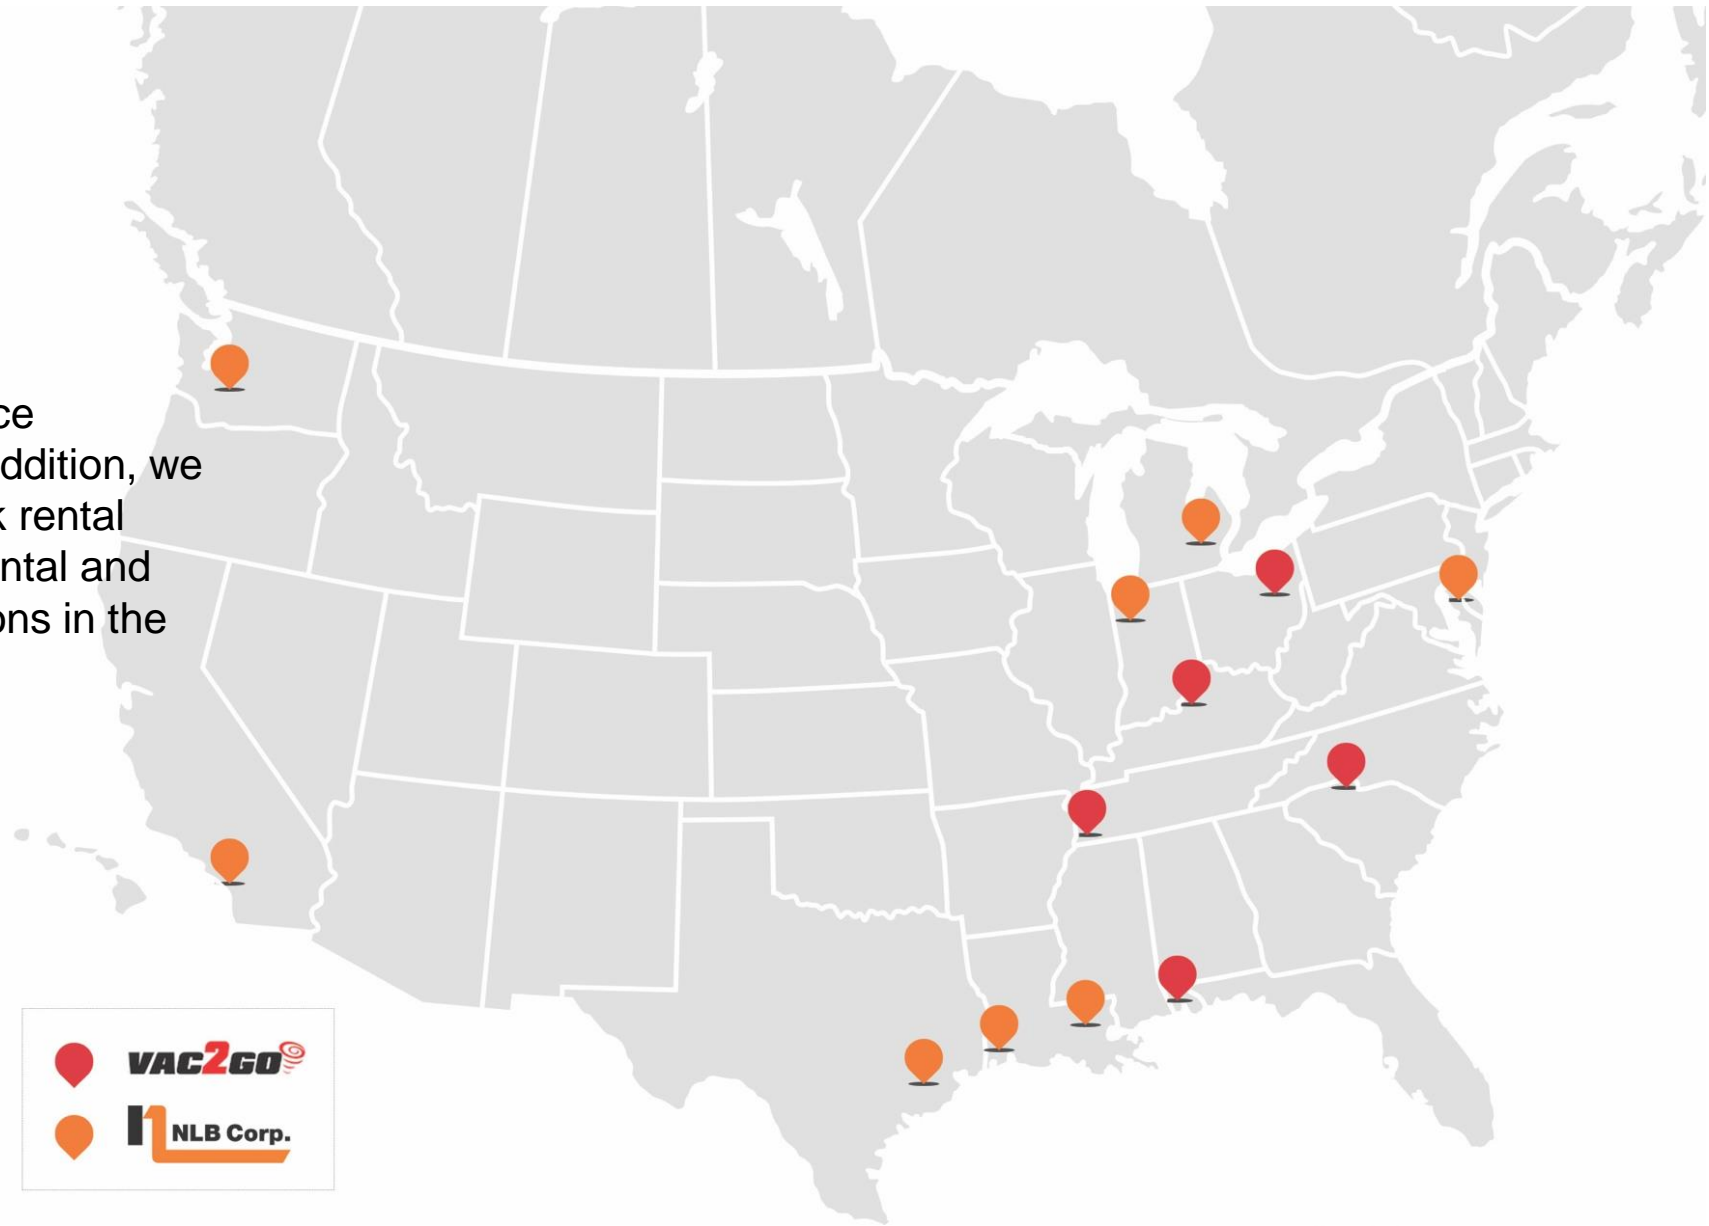 ce
ddition, we
k rental
ntal and
ons in the
VAC2GO
NLB Corp.